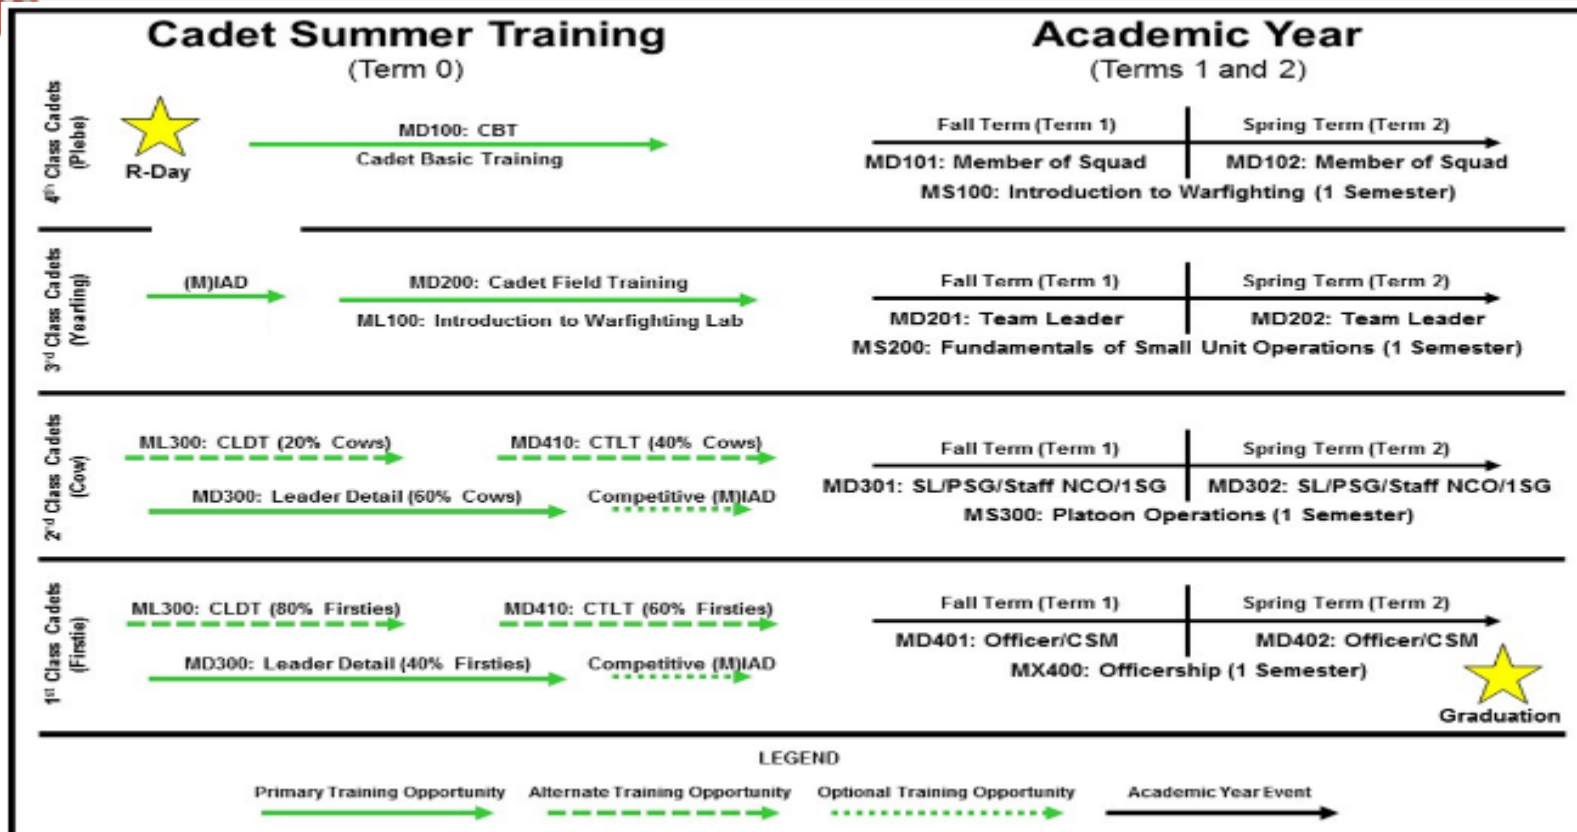 Cadet Summer Training
(Term 0)
Academic Year
(Terms 1 and 2)
4th Class Cadets
(Plebe)
R-Day
MD100: CBT
Cadet Basic Training
Fall Term (Term 1)
Spring Term (Term 2)
MD101: Member of Squad
MD102: Member of Squad
MS100: Introduction to Warfighting (1 Semester)
3rd Class Cadets
(Yearling)
(M)IAD
MD200: Cadet Field Training
ML100: Introduction to Warfighting Lab
Fall Term (Term 1)
Spring Term (Term 2)
MD201: Team Leader
MD202: Team Leader
MS200: Fundamentals of Small Unit Operations (1 Semester)
2nd Class Cadets
(Cow)
ML300: CLDT (20% Cows)
MD410: CTLT (40% Cows)
MD300: Leader Detail (60% Cows)
Competitive (M)IAD
Fall Term (Term 1)
Spring Term (Term 2)
MD301: SL/PSG/Staff NCO/1SG
MD302: SL/PSG/Staff NCO/1SG
MS300: Platoon Operations (1 Semester)
1st Class Cadets
(Firstie)
ML300: CLDT (80% Firsties)
MD410: CTLT (60% Firsties)
MD300: Leader Detail (40% Firsties)
Competitive (M)IAD
Fall Term (Term 1)
Spring Term (Term 2)
MD401: Officer/CSM
MD402: Officer/CSM
MX400: Officership (1 Semester)
Graduation
LEGEND
Primary Training Opportunity
Alternate Training Opportunity
Optional Training Opportunity
Academic Year Event